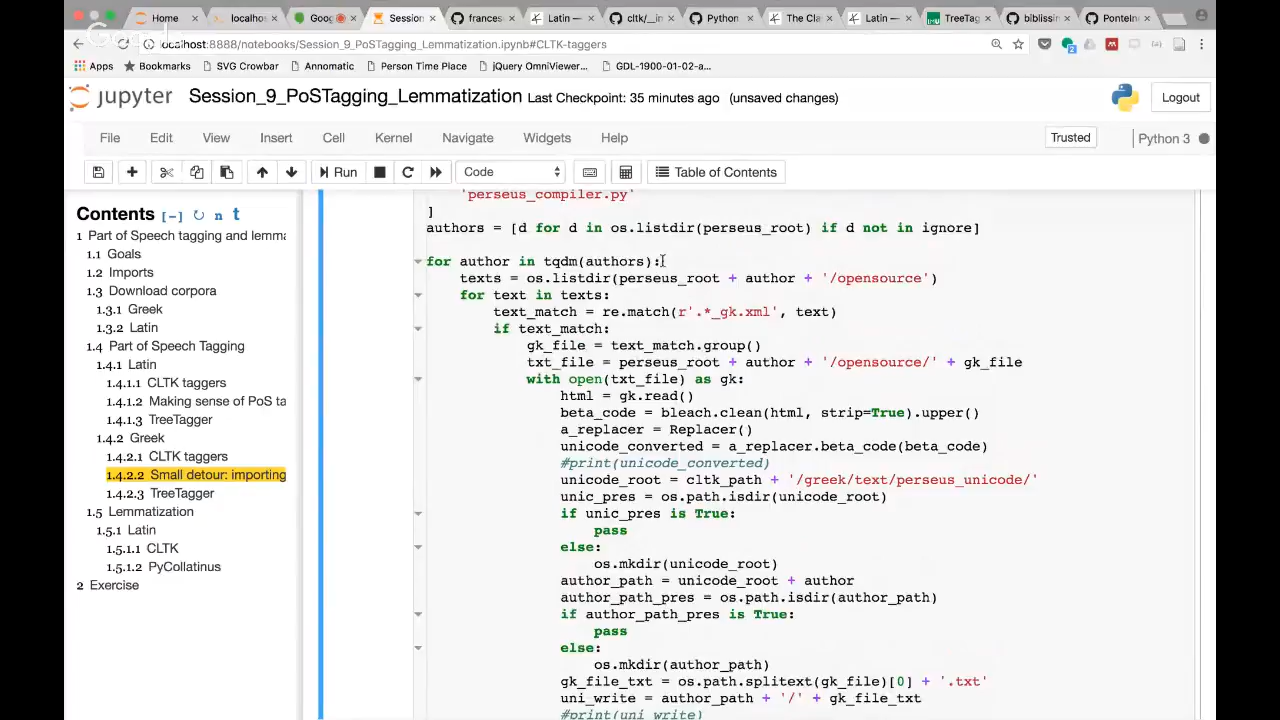 Home
localhos
Goog
Session
frances
Latin —
cltk/__in
Python
The Cla
Latin —
TreeTag
biblissin
Pontein
localhost:8888/notebooks/Session_9_PoSTagging_Lemmatization.ipynb#CLTK-taggers
Apps
Bookmarks
SVG Crowbar
Annomatic
Person Time Place
jQuery OmniViewer...
GDL-1900-01-02-a...
jupyter
Session_9_PoSTagging_Lemmatization Last Checkpoint: 35 minutes ago (unsaved changes)
Logout
File
Edit
View
Insert
Cell
Kernel
Navigate
Widgets
Help
Trusted
Python 3
Run
Code
Table of Contents
Contents [-] n t
1 Part of Speech tagging and lemma
1.1 Goals
1.2 Imports
1.3 Download corpora
1.3.1 Greek
1.3.2 Latin
1.4 Part of Speech Tagging
1.4.1 Latin
1.4.1.1 CLTK taggers
1.4.1.2 Making sense of PoS ta
1.4.1.3 TreeTagger
1.4.2 Greek
1.4.2.1 CLTK taggers
1.4.2.2 Small detour: importing
1.4.2.3 TreeTagger
1.5 Lemmatization
1.5.1 Latin
1.5.1.1 CLTK
1.5.1.2 PyCollatinus
2 Exercise
'perseus_compiler.py'
]
authors = [d for d in os.listdir(perseus_root) if d not in ignore]
for author in tqdm(authors):
texts = os.listdir(perseus_root + author + '/opensource')
for text in texts:
text_match = re.match(r'.*_gk.xml', text)
if text_match:
gk_file = text_match.group()
txt_file = perseus_root + author + '/opensource/' + gk_file
with open(txt_file) as gk:
html = gk.read()
beta_code = bleach.clean(html, strip=True).upper()
a_replacer = Replacer()
unicode_converted = a_replacer.beta_code(beta_code)
#print(unicode_converted)
unicode_root = cltk_path + '/greek/text/perseus_unicode/'
unic_pres = os.path.isdir(unicode_root)
if unic_pres is True:
pass
else:
os.mkdir(unicode_root)
author_path = unicode_root + author
author_path_pres = os.path.isdir(author_path)
if author_path_pres is True:
pass
else:
os.mkdir(author_path)
gk_file_txt = os.path.splitext(gk_file)[0] + '.txt'
uni_write = author_path + '/' + gk_file_txt
#print(uni_write)